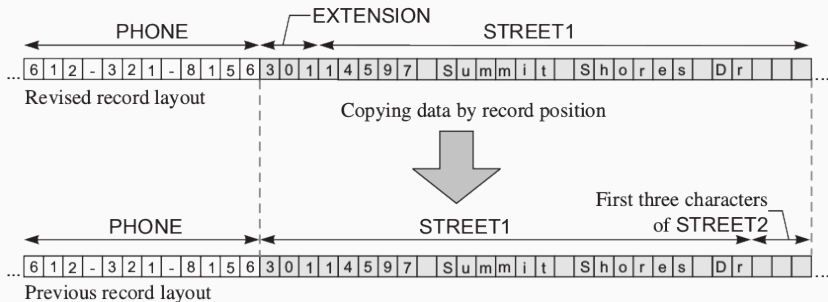 EXTENSION
PHONE STREET1
... 6 1 2 - 3 2 1 - 8 1 5 6 3 0 1 1 4 5 9 7 S u m m i t S h o r e s D r ...
Revised record layout
Copying data by record position
First three characters
of STREET2
PHONE STREET1
... 6 1 2 - 3 2 1 - 8 1 5 6 3 0 1 1 4 5 9 7 S u m m i t S h o r e s D r ...
Previous record layout